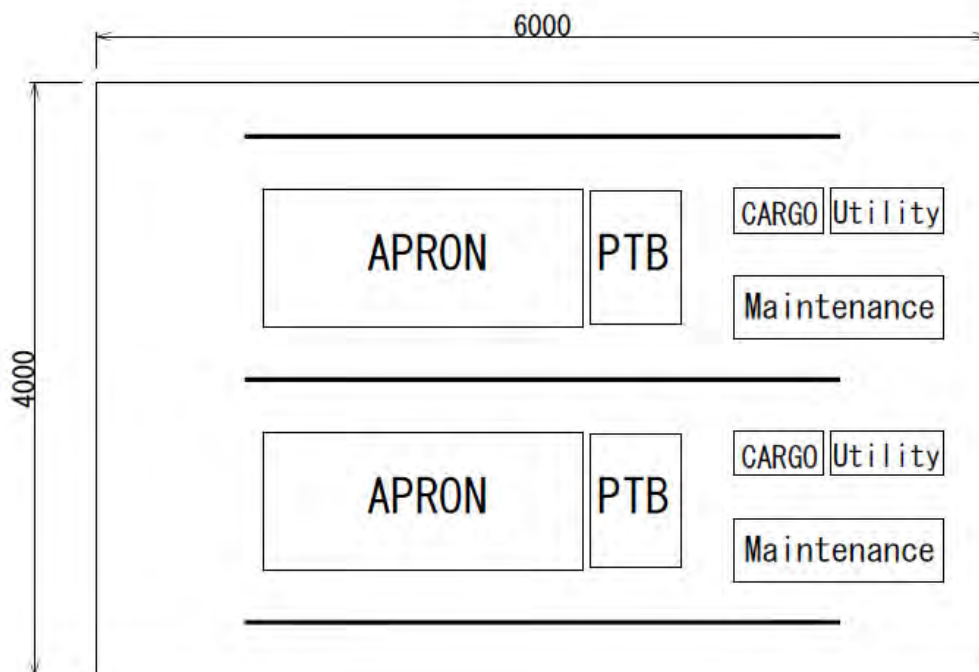 6000
4000
APRON
PTB
CARGO
Utility
Maintenance
APRON
PTB
CARGO
Utility
Maintenance